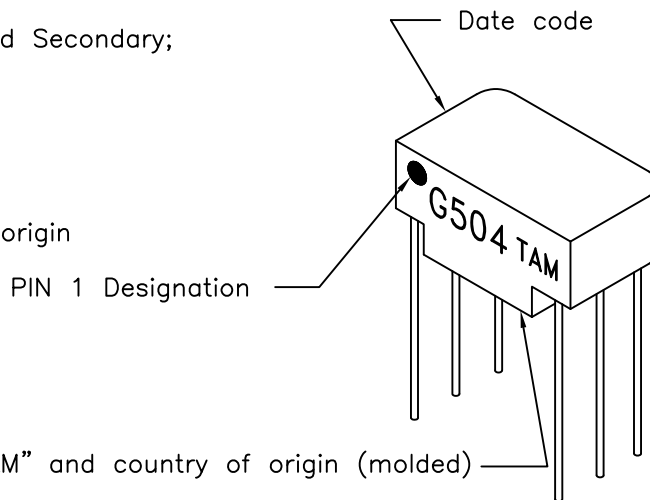 Date code
d Secondary;
G504 TAM
origin
PIN 1 Designation
M” and country of origin (molded)